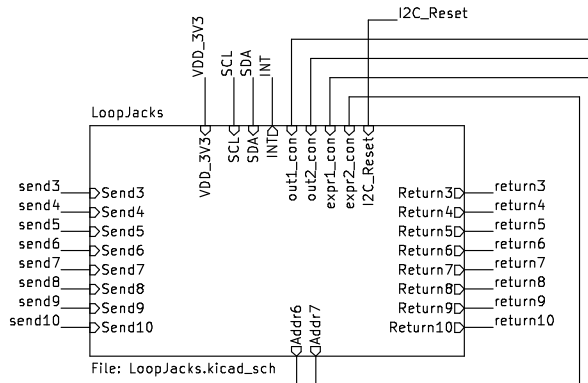 I2C_Reset
VDD_3V3
SCL
SDA
INT
LoopJacks
VDD_3V3
SCL
SDA
INT
out1_con
out2_con
expr1_con
expr2_con
I2C_Reset
send3 Send3 Return3 return3
send4 Send4 Return4 return4
send5 Send5 Return5 return5
send6 Send6 Return6 return6
send7 Send7 Return7 return7
send8 Send8 Return8 return8
send9 Send9 Return9 return9
send10 Send10 Return10 return10
Addr6
Addr7
File: LoopJacks.kicad_sch